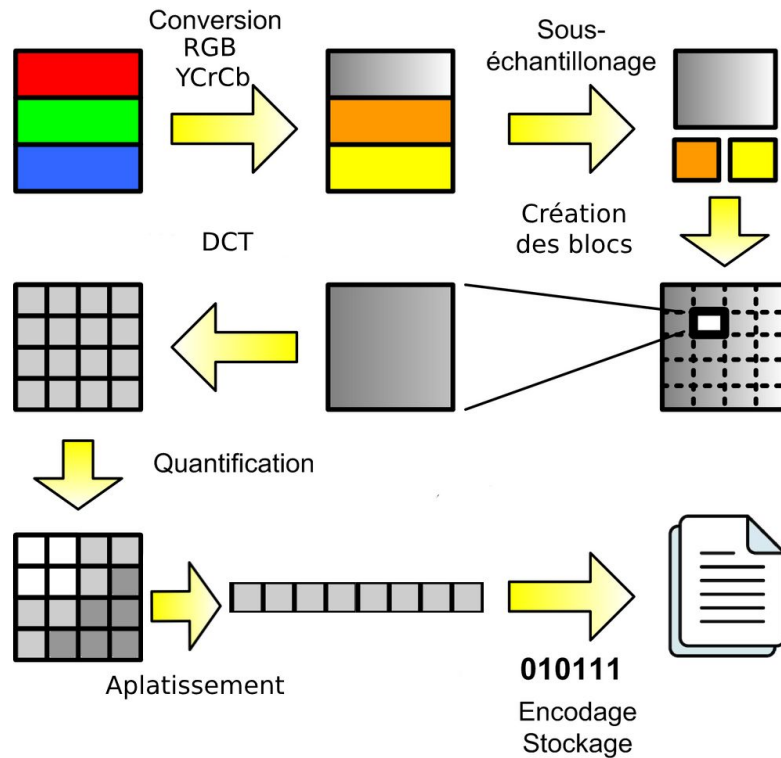 Conversion
RGB
YCrCb
Sous-
échantillonage
DCT
Création
des blocs
Quantification
Aplatissement
010111
Encodage
Stockage